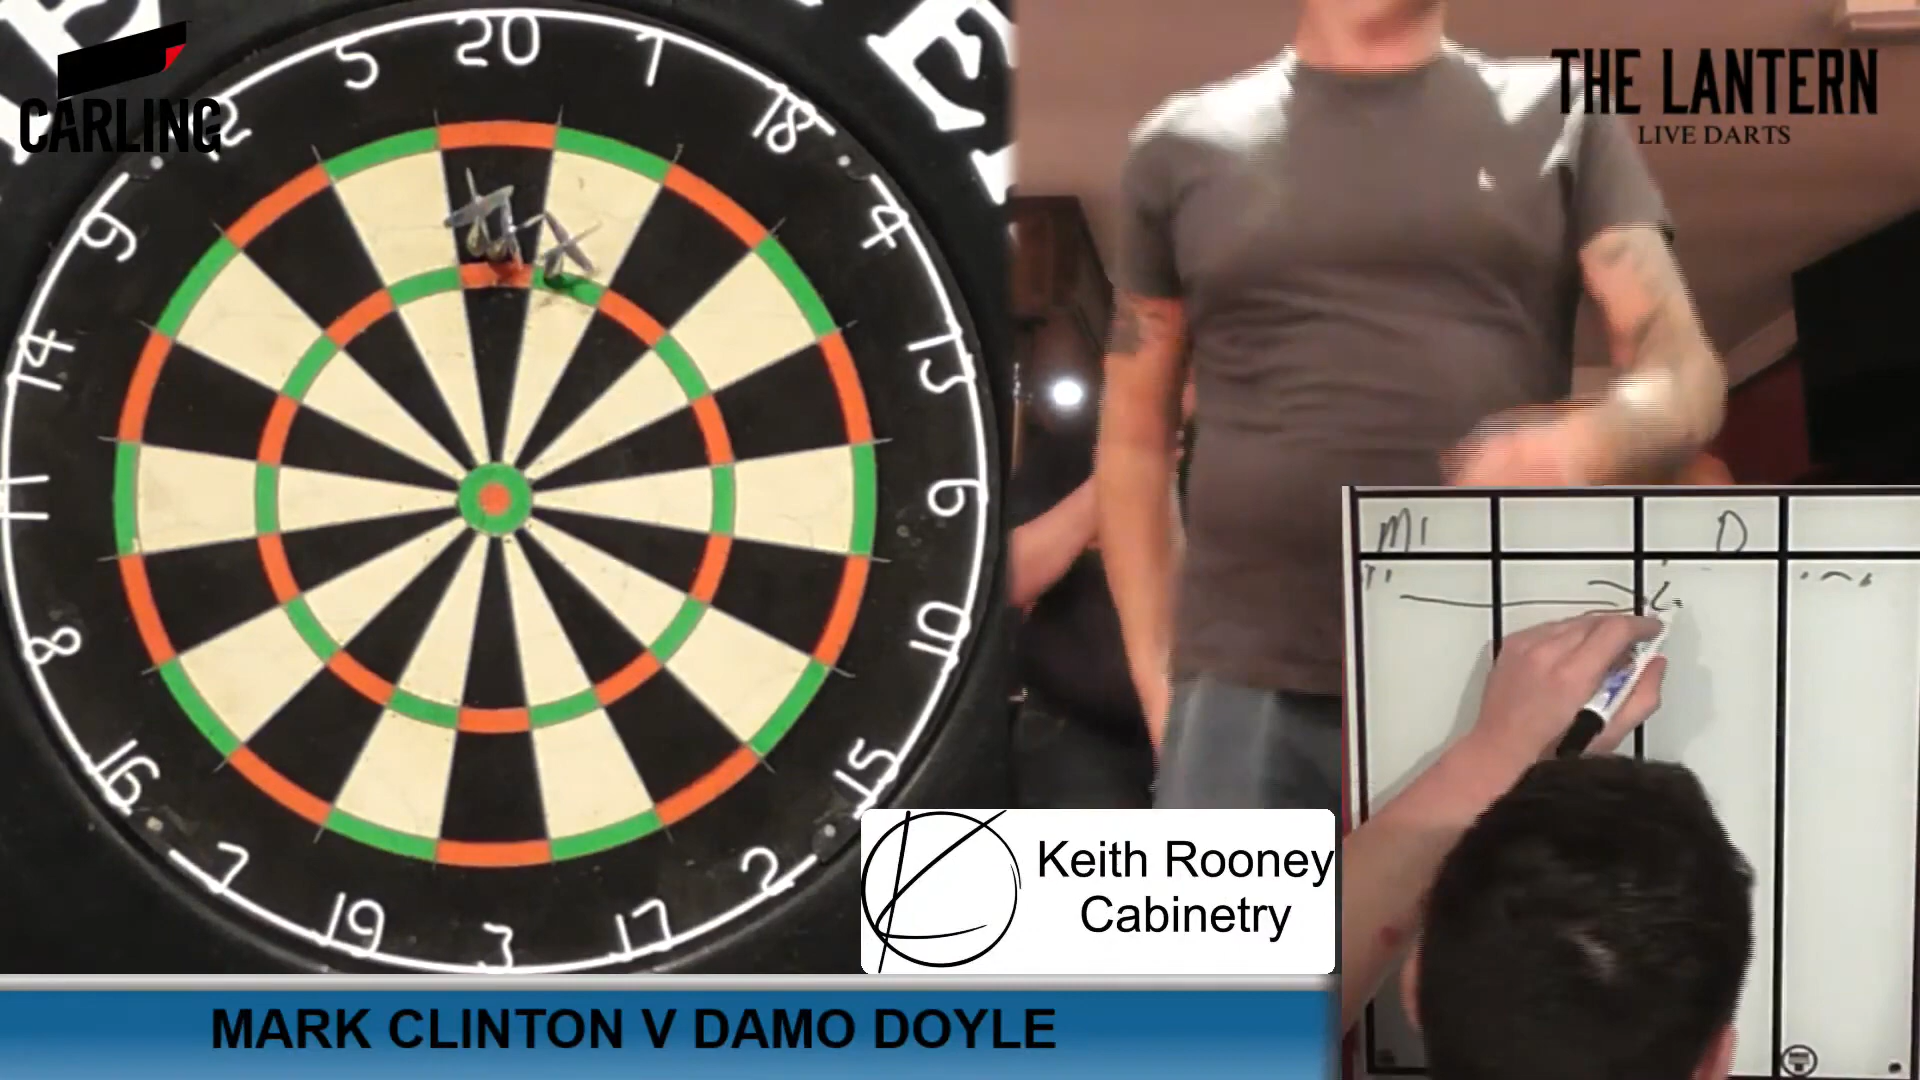 CARLING
THE LANTERN
LIVE DARTS
20
1
18
4
13
6
10
15
2
17
3
19
7
16
8
11
14
9
12
5
D
Keith Rooney
Cabinetry
MARK CLINTON V DAMO DOYLE